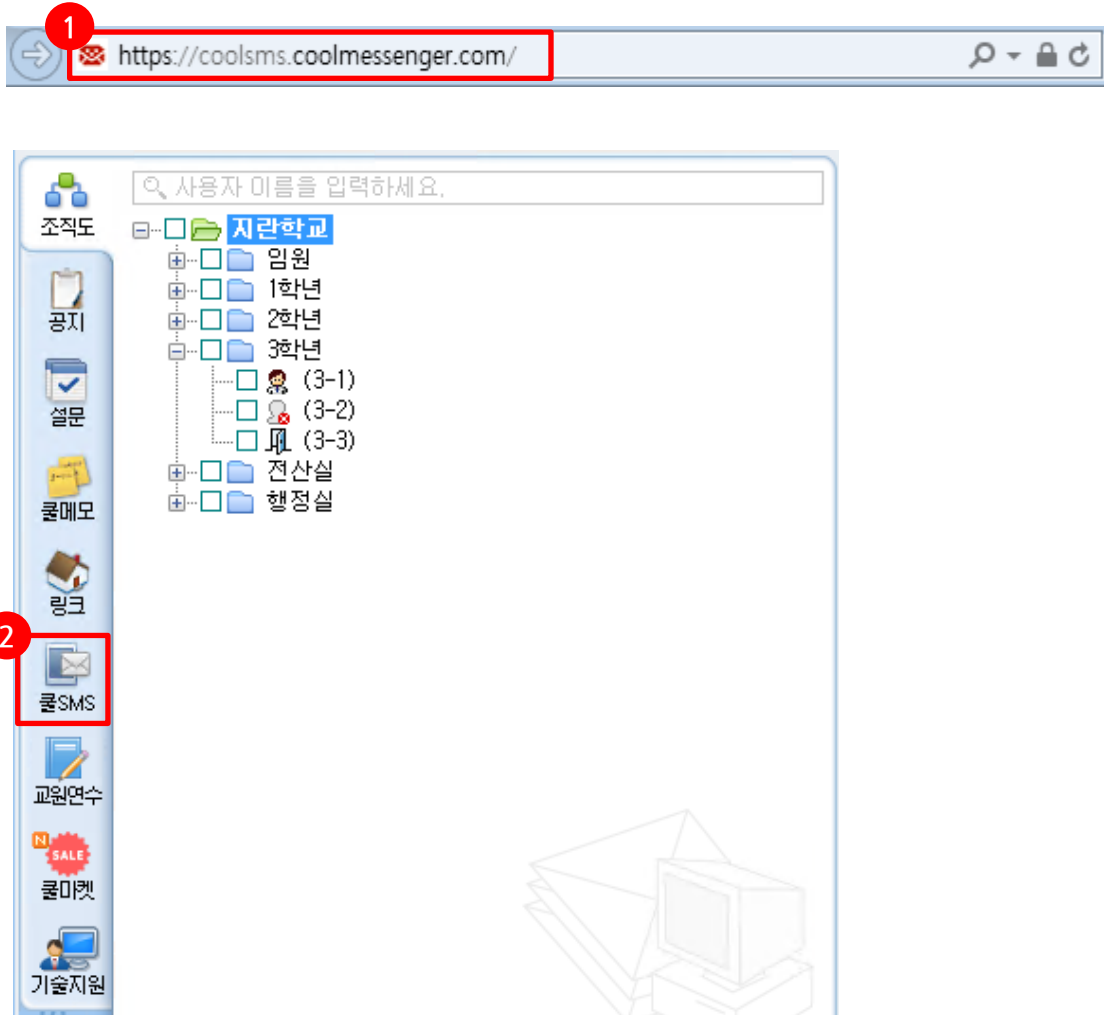 1
https://coolsms.coolmessenger.com/
조직도
사용자 이름을 입력하세요.
지란학교
임원
1학년
2학년
3학년
(3-1)
(3-2)
(3-3)
전산실
행정실
공지
설문
쿨메모
링크
2
쿨SMS
교원연수
N
SALE
쿨마켓
기술지원